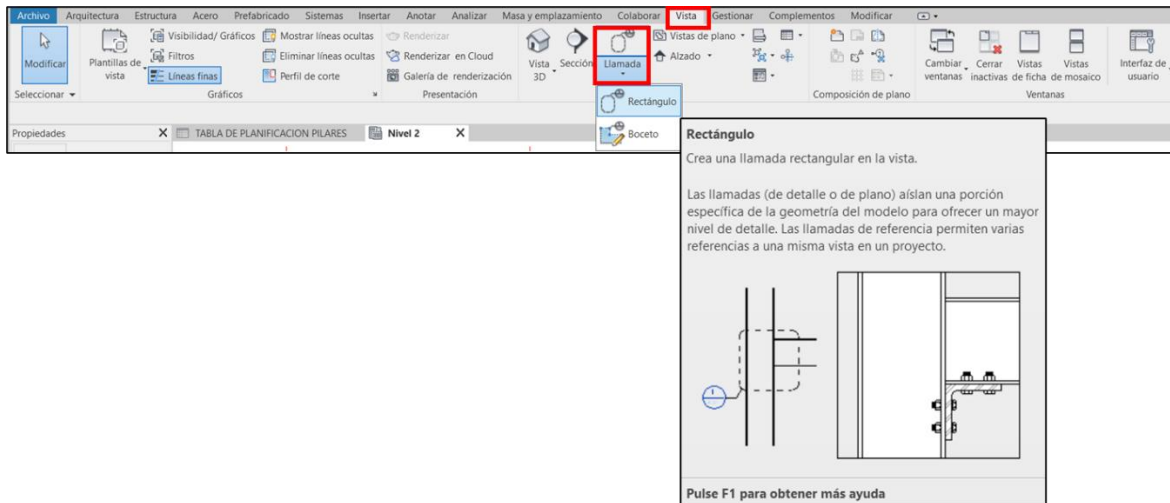 Archivo Arquitectura Estructura Acero Prefabricado Sistemas Insertar Anotar Analizar Masa y emplazamiento Colaborar Vista Gestionar Complementos Modificar
Modificar
Seleccionar
Plantillas de vista
Visibilidad/ Gráficos
Filtros
Líneas finas
Mostrar líneas ocultas
Eliminar líneas ocultas
Perfil de corte
Gráficos
Renderizar
Renderizar en Cloud
Galería de renderización
Presentación
Vista 3D
Sección
Llamada
Vistas de plano
Alzado
Composición de plano
Cambiar ventanas
Cerrar inactivas
Vistas de ficha
Vistas de mosaico
Ventanas
Interfaz de usuario
Rectángulo
Boceto
Propiedades X TABLA DE PLANIFICACION PILARES Nivel 2 X
Rectángulo
Crea una llamada rectangular en la vista.
Las llamadas (de detalle o de plano) aíslan una porción
específica de la geometría del modelo para ofrecer un mayor
nivel de detalle. Las llamadas de referencia permiten varias
referencias a una misma vista en un proyecto.
1
Pulse F1 para obtener más ayuda